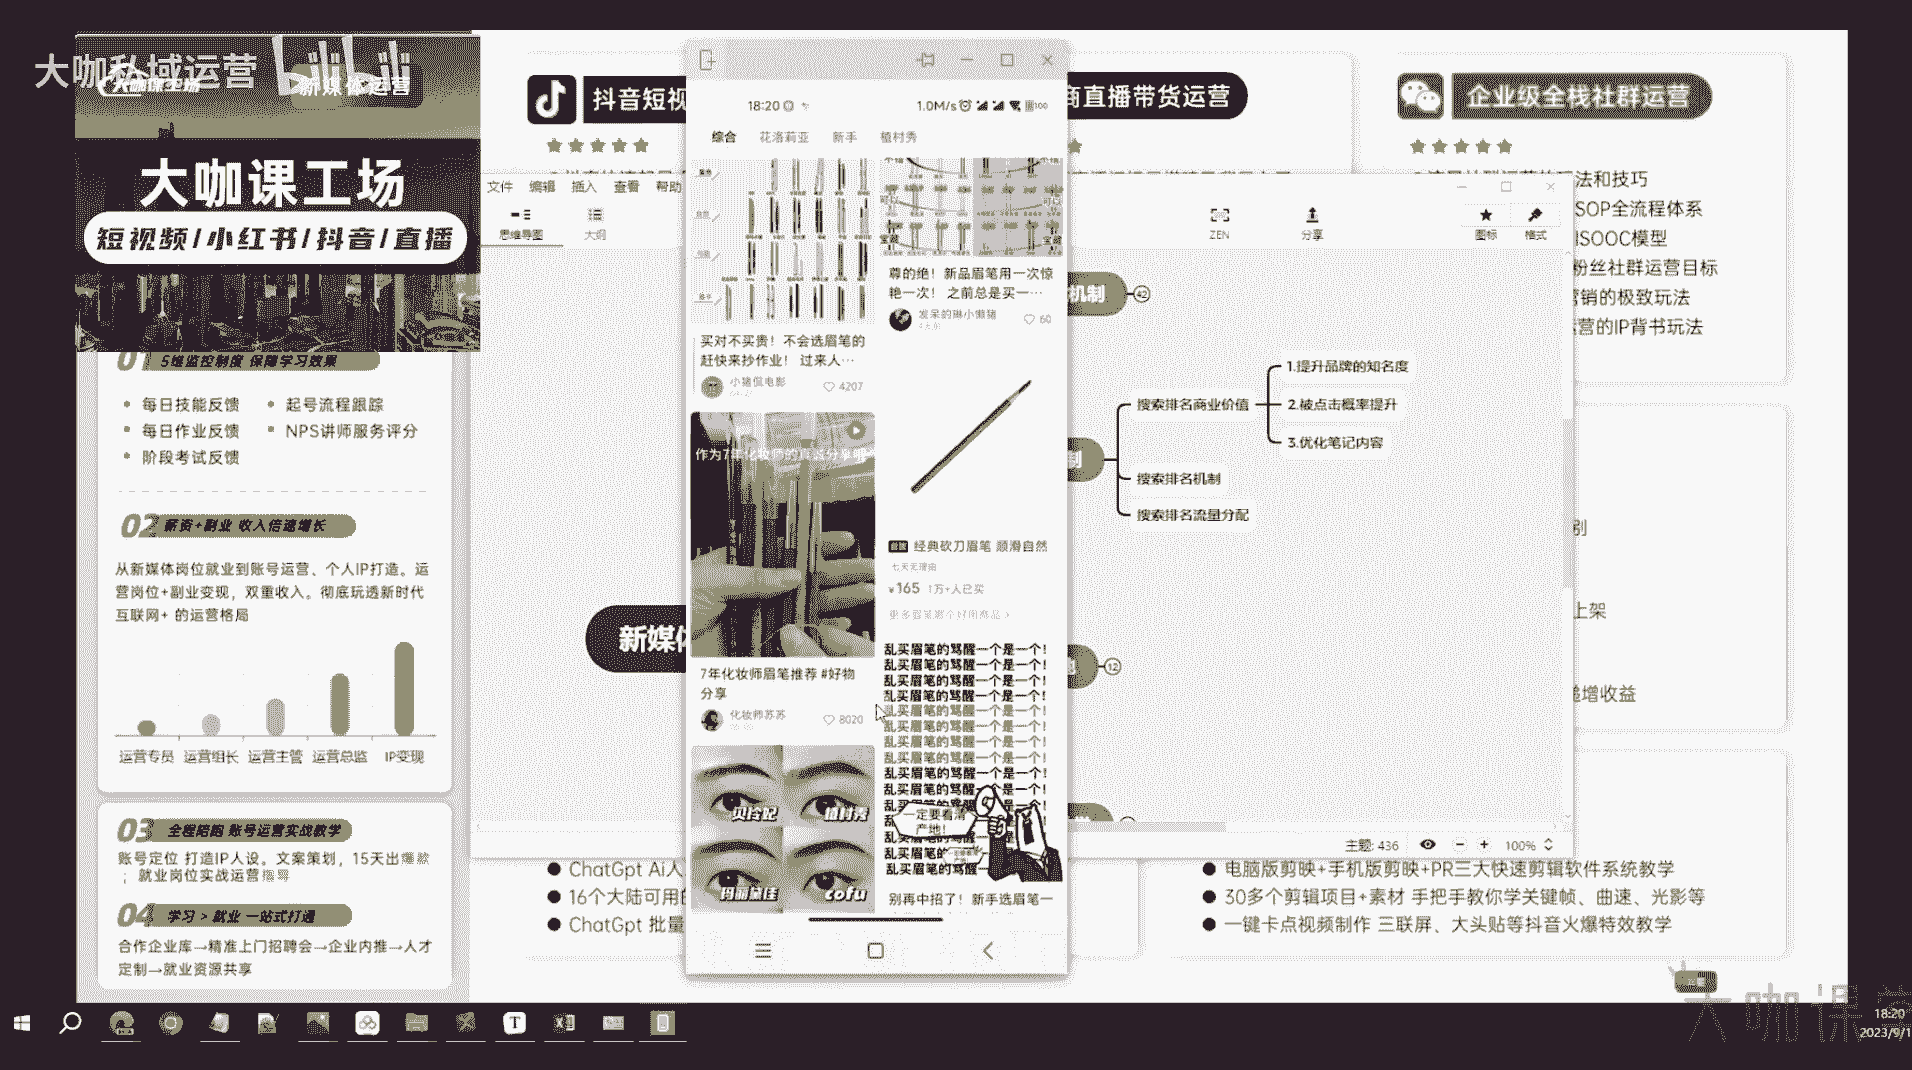 大咖私域运营
新媒体运营
大咖课工场
短视频/小红书/抖音/直播
01 5维监控制度 保障学习效果
每日技能反馈
起号流程跟踪
每日作业反馈
NPS讲师服务评分
阶段考试反馈
02 薪资+副业 收入倍速增长
从新媒体岗位就业到账号运营、个人IP打造。运
营岗位+副业变现，双重收入。彻底玩透新时代
互联网+ 的运营格局
运营专员 运营组长 运营主管 运营总监 IP变现
03 全程陪跑 账号运营实战教学
账号定位 打造IP人设。文案策划，15天出爆款
；就业岗位实战运营指导
04 学习 > 就业 一站式打通
合作企业库→精准上门招聘会→企业内推→人才
定制→就业资源共享
抖音短视
商直播带货运营
企业级全栈社群运营
法和技巧
SOP全流程体系
ISOOC模型
粉丝社群运营目标
营销的极致玩法
运营的IP背书玩法
文件 编辑 插入 查看 帮助
思维导图 大纲
ZEN 分享 图标 格式
机制 42
制
搜索排名商业价值
1.提升品牌的知名度
2.被点击概率提升
3.优化笔记内容
搜索排名机制
搜索排名流量分配
新媒体
12
主题: 436
100%
18:20
1.0M/s
100
综合 花洛莉亚 新手 植村秀
买对不买贵！不会选眉笔的
赶快来抄作业！ 过来人…
小猪侃电影
4207
尊的绝！新品眉笔用一次惊
艳一次！ 之前总是买一…
发呆的琳小懒猪
60
作为7年化妆师的真诚分享啦
7年化妆师眉笔推荐 #好物
分享
化妆师苏苏
8020
经典砍刀眉笔 顺滑自然
七天无理由
¥165 1万+人已买
乱买眉笔的骂醒一个是一个!
乱买眉笔的骂醒一个是一个!
乱买眉笔的骂醒一个是一个!
乱买眉笔的骂醒一个是一个!
乱买眉笔的骂醒一个是一个!
乱买眉笔的骂醒一个是一个!
乱买眉笔的骂醒一个是一个!
乱买眉笔的骂醒一个是一个!
乱买眉笔的骂醒一个是一个!
一定要看清
产地!
别再中招了！新手选眉笔一
贝玲妃
植村秀
玛丽黛佳
cofu
别
上架
递增收益
ChatGpt Ai人
16个大陆可用的
ChatGpt 批量
电脑版剪映+手机版剪映+PR三大快速剪辑软件系统教学
30多个剪辑项目+素材 手把手教你学关键帧、曲速、光影等
一键卡点视频制作 三联屏、大头贴等抖音火爆特效教学
大咖课堂
18:20
2023/9/1